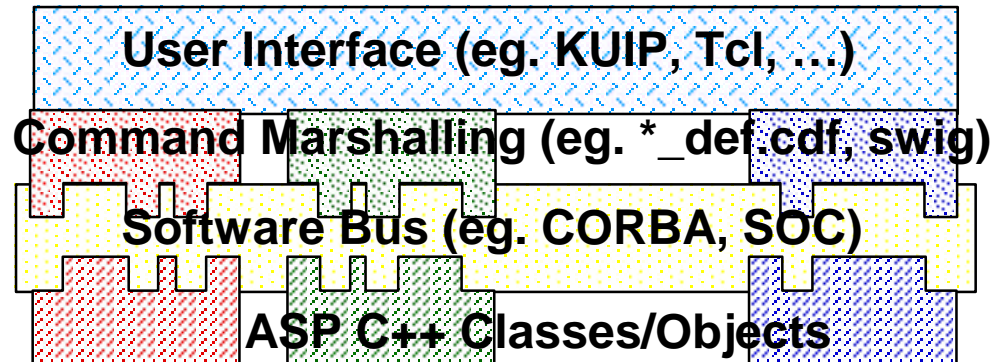 User Interface (eg. KUIP, Tcl, …)
Command Marshalling (eg. *_def.cdf, swig)
Software Bus (eg. CORBA, SOC)
ASP C++ Classes/Objects